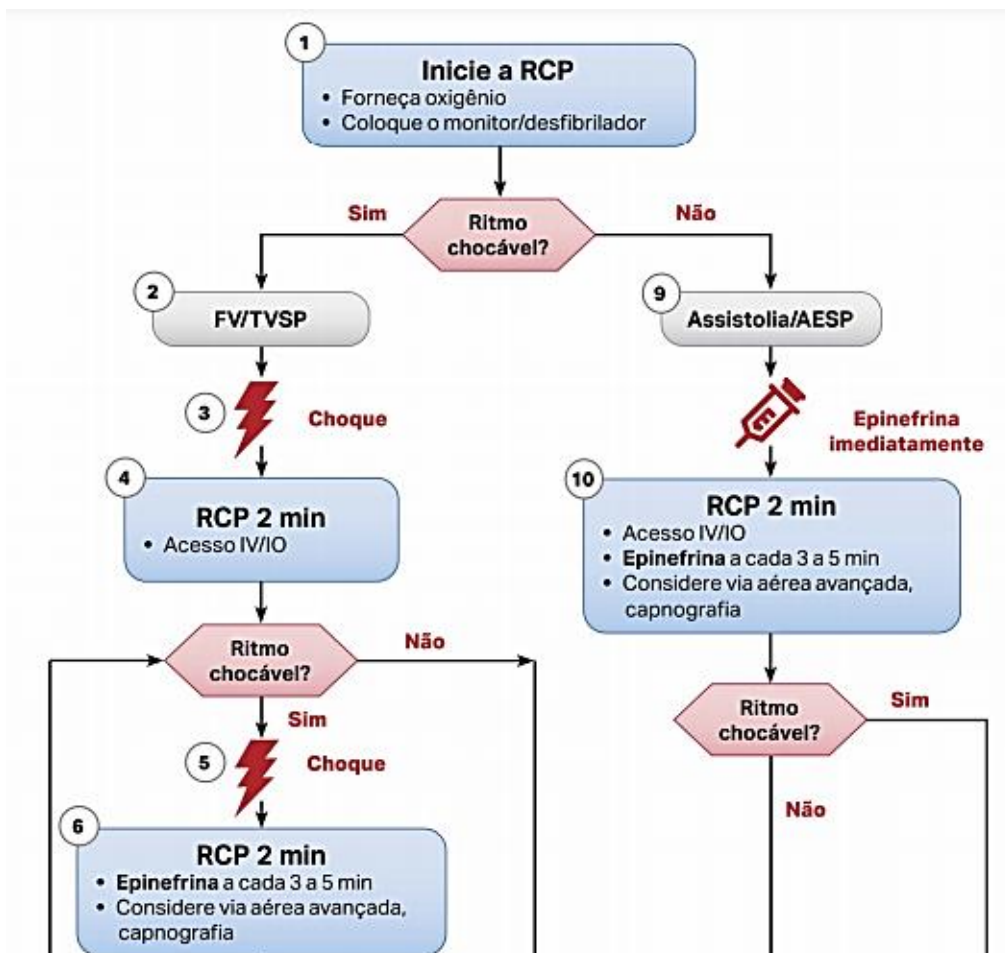 1
Inicie a RCP
• Forneça oxigênio
• Coloque o monitor/desfibrilador
Sim
Ritmo
chocável?
Não
2
FV/TVSP
3
Choque
4
RCP 2 min
• Acesso IV/IO
Ritmo
chocável?
Não
Sim
5
Choque
6
RCP 2 min
• Epinefrina a cada 3 a 5 min
• Considere via aérea avançada,
capnografia
9
Assistolia/AESP
Epinefrina
imediatamente
10
RCP 2 min
• Acesso IV/IO
• Epinefrina a cada 3 a 5 min
• Considere via aérea avançada,
capnografia
Ritmo
chocável?
Sim
Não